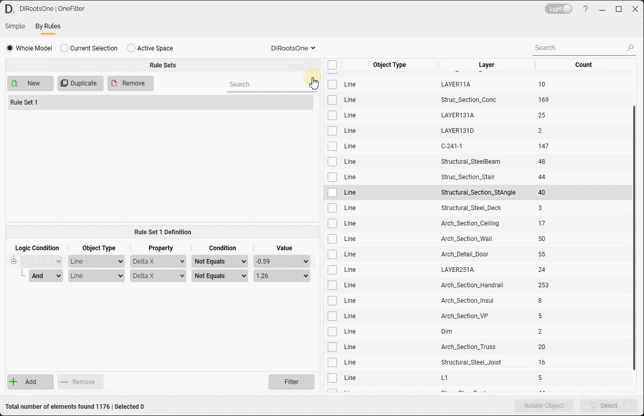 DiRootsOne | OneFilter
Light
?
Simple By Rules
Whole Model Current Selection Active Space DiRootsOne
Search
Rule Sets
New Duplicate Remove Search
Rule Set 1
Rule Set 1 Definition
Logic Condition Object Type Property Condition Value
Line Delta X Not Equals -0.59
And Line Delta X Not Equals 1.26
Add Remove Filter
Object Type Layer Count
Line LAYER11A 10
Line Struc_Section_Conc 169
Line LAYER131A 25
Line LAYER131D 2
Line C-241-1 147
Line Structural_SteelBeam 48
Line Struc_Section_Stair 44
Line Structural_Section_StAngle 40
Line Structural_Steel_Deck 3
Line Arch_Section_Ceiling 17
Line Arch_Section_Wall 50
Line Arch_Detail_Door 55
Line LAYER251A 24
Line Arch_Section_Handrail 253
Line Arch_Section_Insul 8
Line Arch_Section_VP 5
Line Dim 2
Line Arch_Section_Truss 20
Line Structural_Steel_Joist 16
Line L1 5
Total number of elements found 1176 | Selected 0
Isolate Object Select